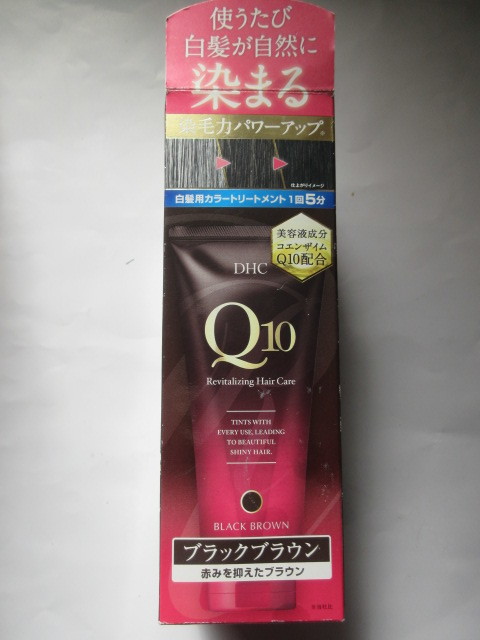 使うたび
白髪が自然に
染まる
染毛力パワーアップ※
仕上がりイメージ
白髪用カラートリートメント 1回5分
美容液成分
コエンザイム
Q10配合
DHC
Q10
Revitalizing Hair Care
TINTS WITH
EVERY USE, LEADING
TO BEAUTIFUL
SHINY HAIR.
BLACK BROWN
ブラックブラウン
赤みを抑えたブラウン